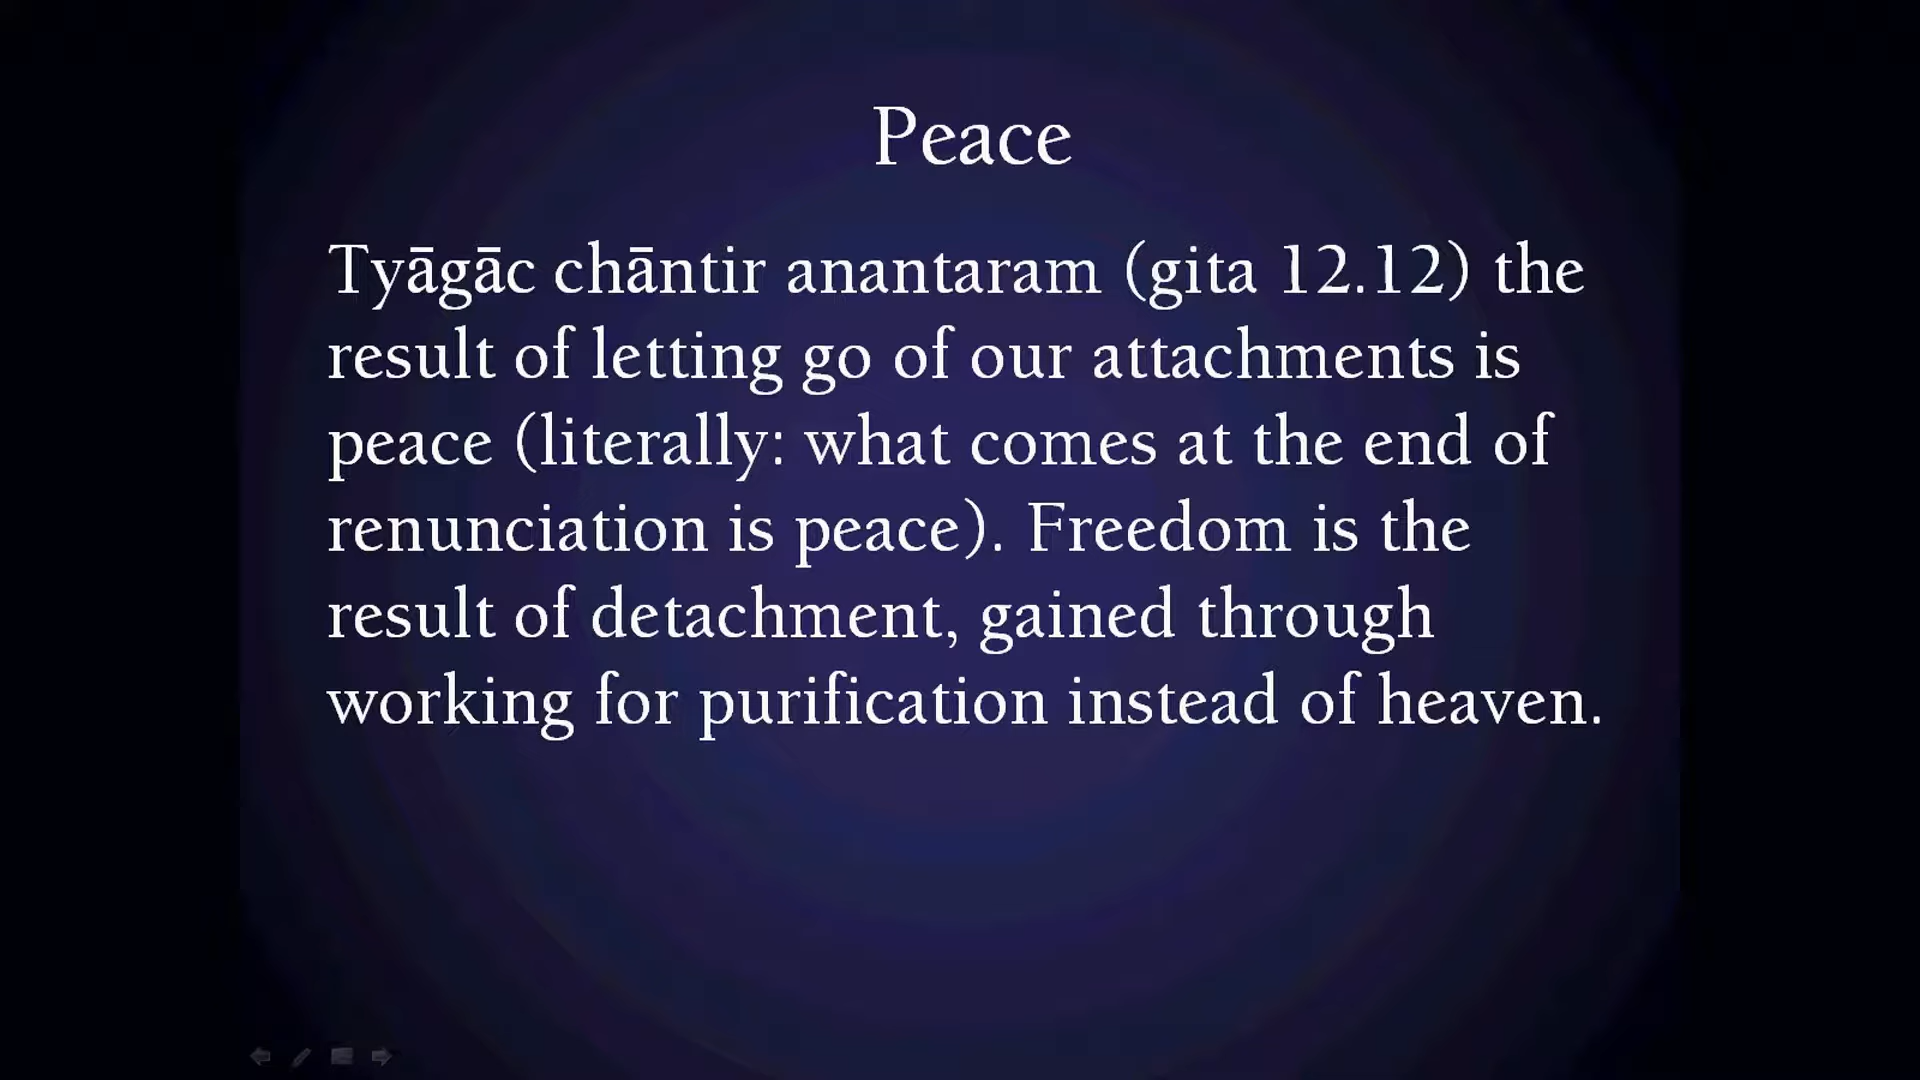 Peace
Tyāgāc chāntir anantaram (gita 12.12) the
result of letting go of our attachments is
peace (literally: what comes at the end of
renunciation is peace). Freedom is the
result of detachment, gained through
working for purification instead of heaven.